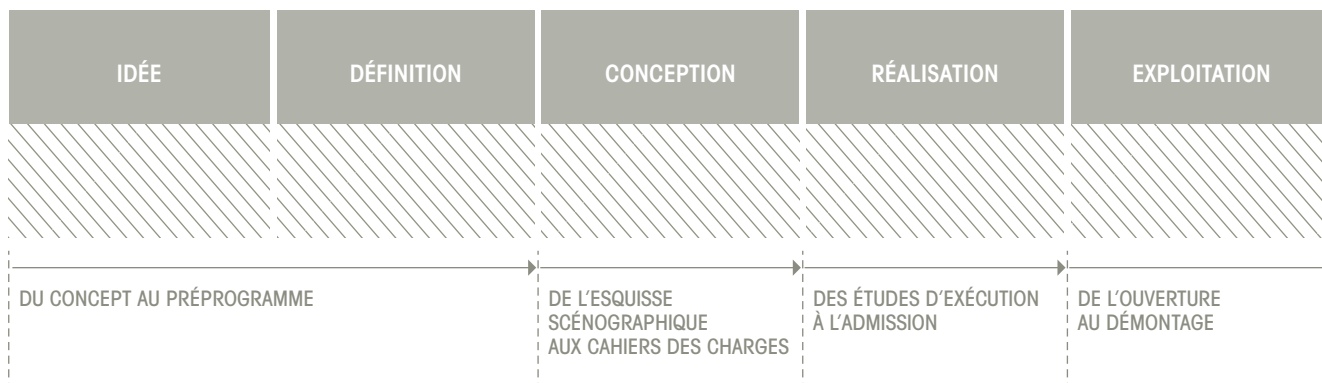 IDÉE
DÉFINITION
CONCEPTION
RÉALISATION
EXPLOITATION
DU CONCEPT AU PRÉPROGRAMME
DE L'ESQUISSE
SCÉNOGRAPHIQUE
AUX CAHIERS DES CHARGES
DES ÉTUDES D'EXÉCUTION
À L'ADMISSION
DE L'OUVERTURE
AU DÉMONTAGE